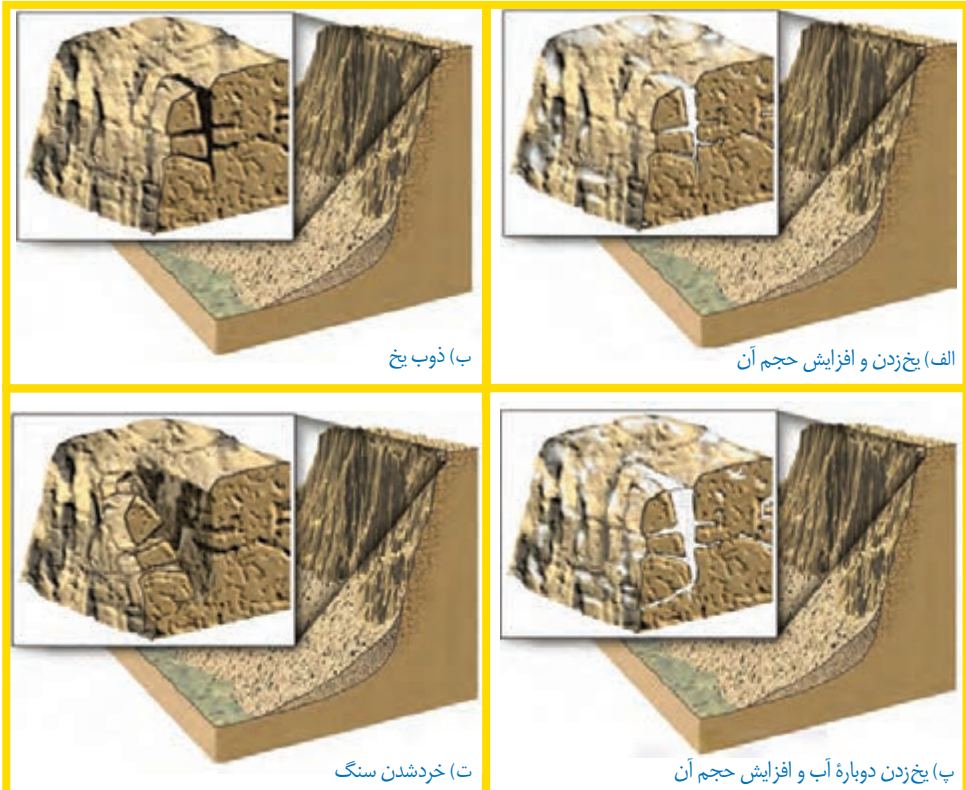 الف) یخ‌زدن و افزایش حجم آن
ب) ذوب یخ
پ) یخ‌زدن دوبارهٔ آب و افزایش حجم آن
ت) خردشدن سنگ